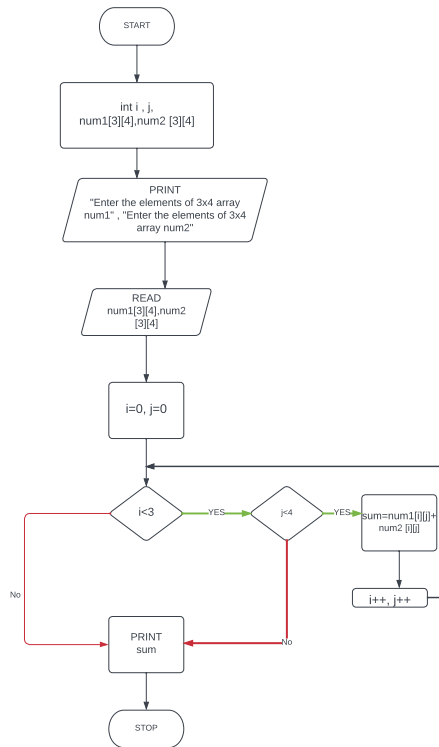 START
int i , j,
num1[3][4],num2 [3][4]
PRINT
"Enter the elements of 3x4 array
num1" , "Enter the elements of 3x4
array num2"
READ
num1[3][4],num2
[3][4]
i=0, j=0
i<3
YES
j<4
YES
sum=num1[i][j]+
num2 [i][j]
i++, j++
No
No
PRINT
sum
STOP